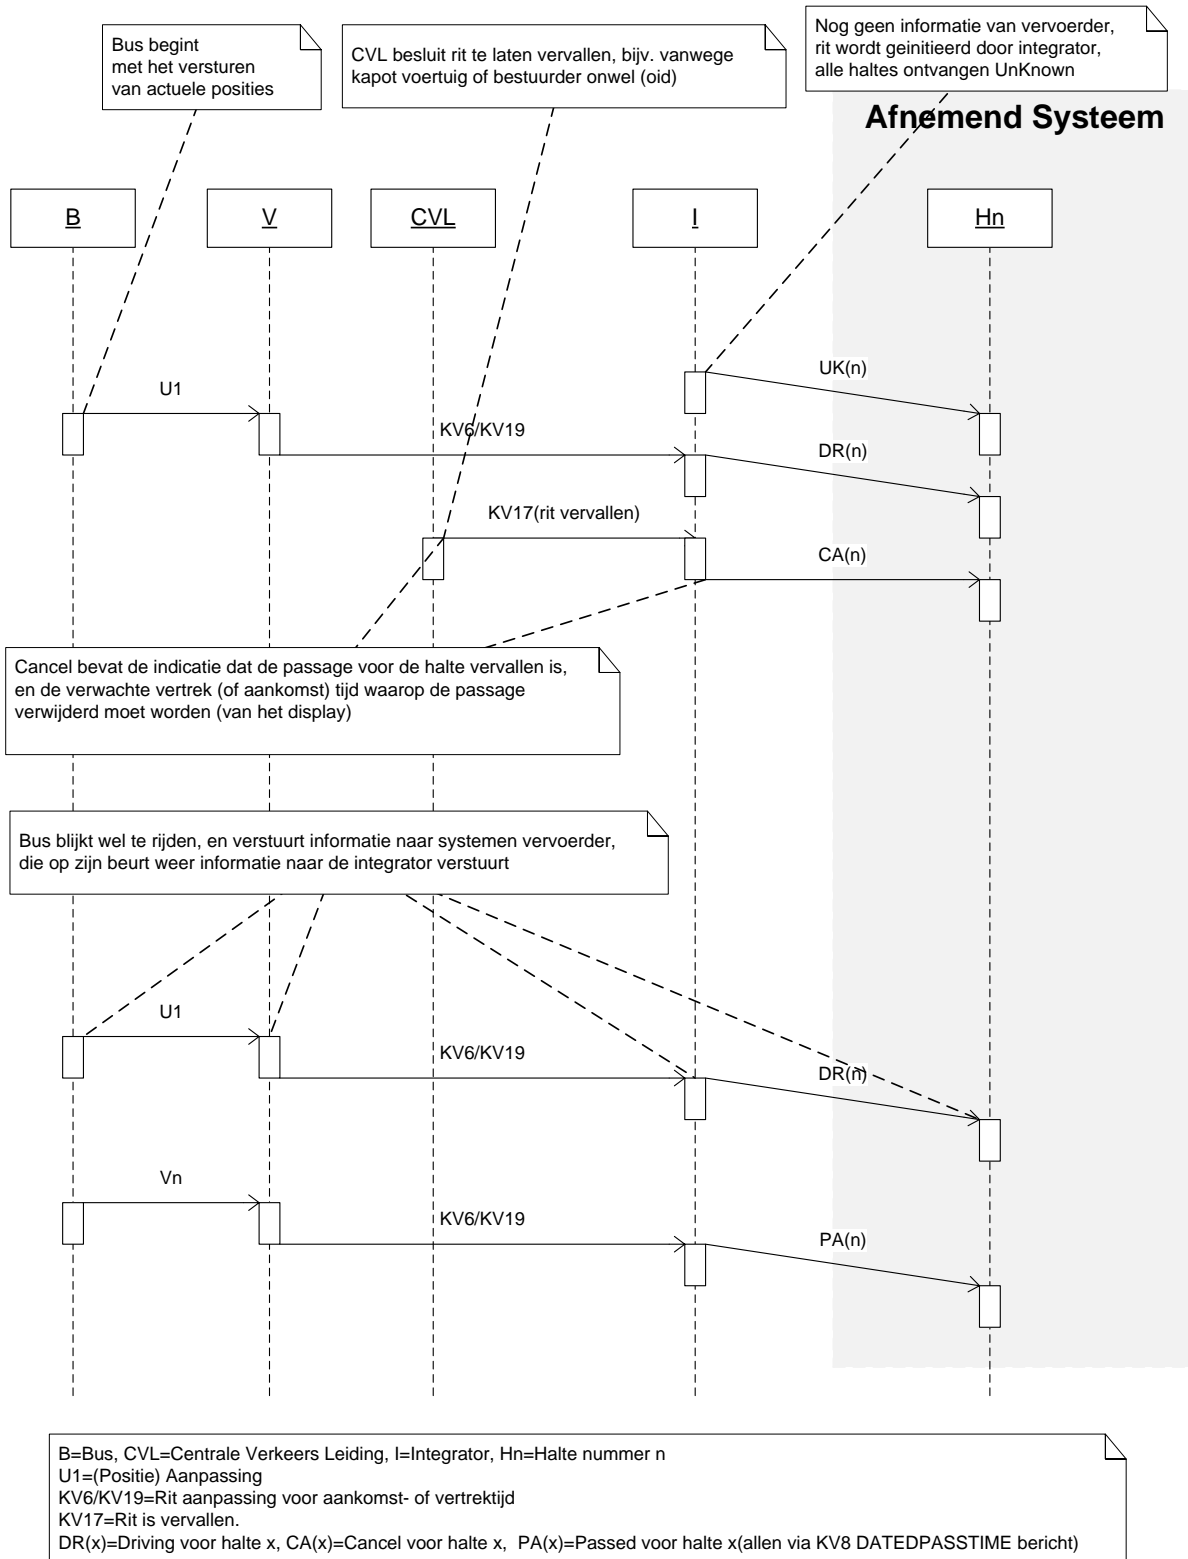 Bus begint
met het versturen
van actuele posities
CVL besluit rit te laten vervallen, bijv. vanwege
kapot voertuig of bestuurder onwel (oid)
Nog geen informatie van vervoerder,
rit wordt geinitieerd door integrator,
alle haltes ontvangen UnKnown
Afnemend Systeem
B
V
CVL
I
Hn
UK(n)
U1
KV6/KV19
DR(n)
KV17(rit vervallen)
CA(n)
Cancel bevat de indicatie dat de passage voor de halte vervallen is,
en de verwachte vertrek (of aankomst) tijd waarop de passage
verwijderd moet worden (van het display)
Bus blijkt wel te rijden, en verstuurt informatie naar systemen vervoerder,
die op zijn beurt weer informatie naar de integrator verstuurt
U1
KV6/KV19
DR(n)
Vn
KV6/KV19
PA(n)
B=Bus, CVL=Centrale Verkeers Leiding, I=Integrator, Hn=Halte nummer n
U1=(Positie) Aanpassing
KV6/KV19=Rit aanpassing voor aankomst- of vertrektijd
KV17=Rit is vervallen.
DR(x)=Driving voor halte x, CA(x)=Cancel voor halte x, PA(x)=Passed voor halte x(allen via KV8 DATEDPASSTIME bericht)